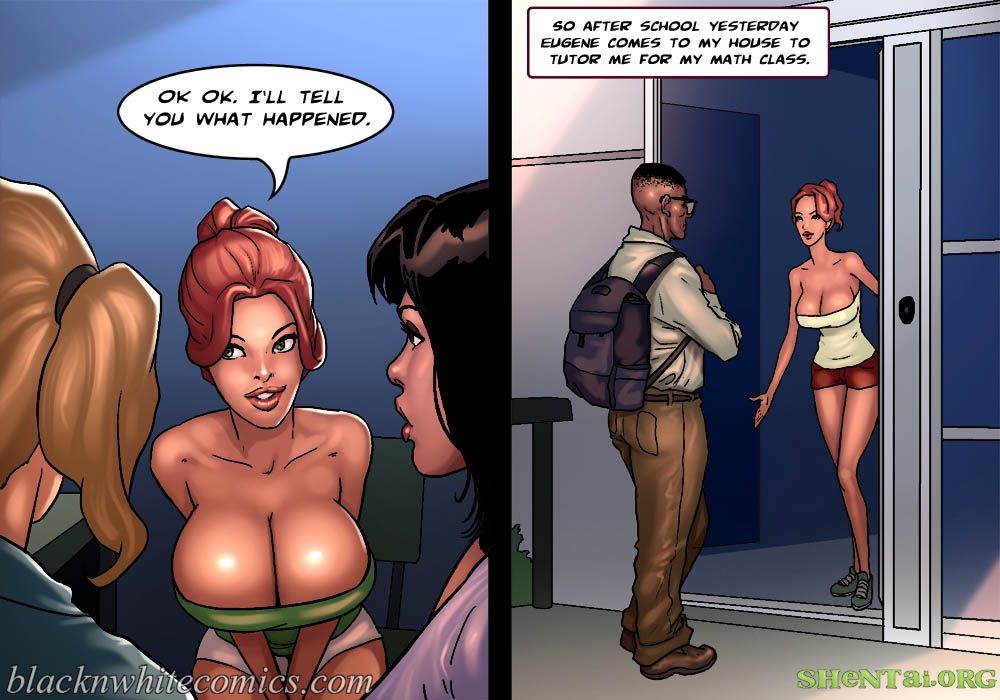 OK OK. I'LL TELL
YOU WHAT HAPPENED.
SO AFTER SCHOOL YESTERDAY
EUGENE COMES TO MY HOUSE TO
TUTOR ME FOR MY MATH CLASS.
blacknwhitecomics.com
SHENTAi.ORG